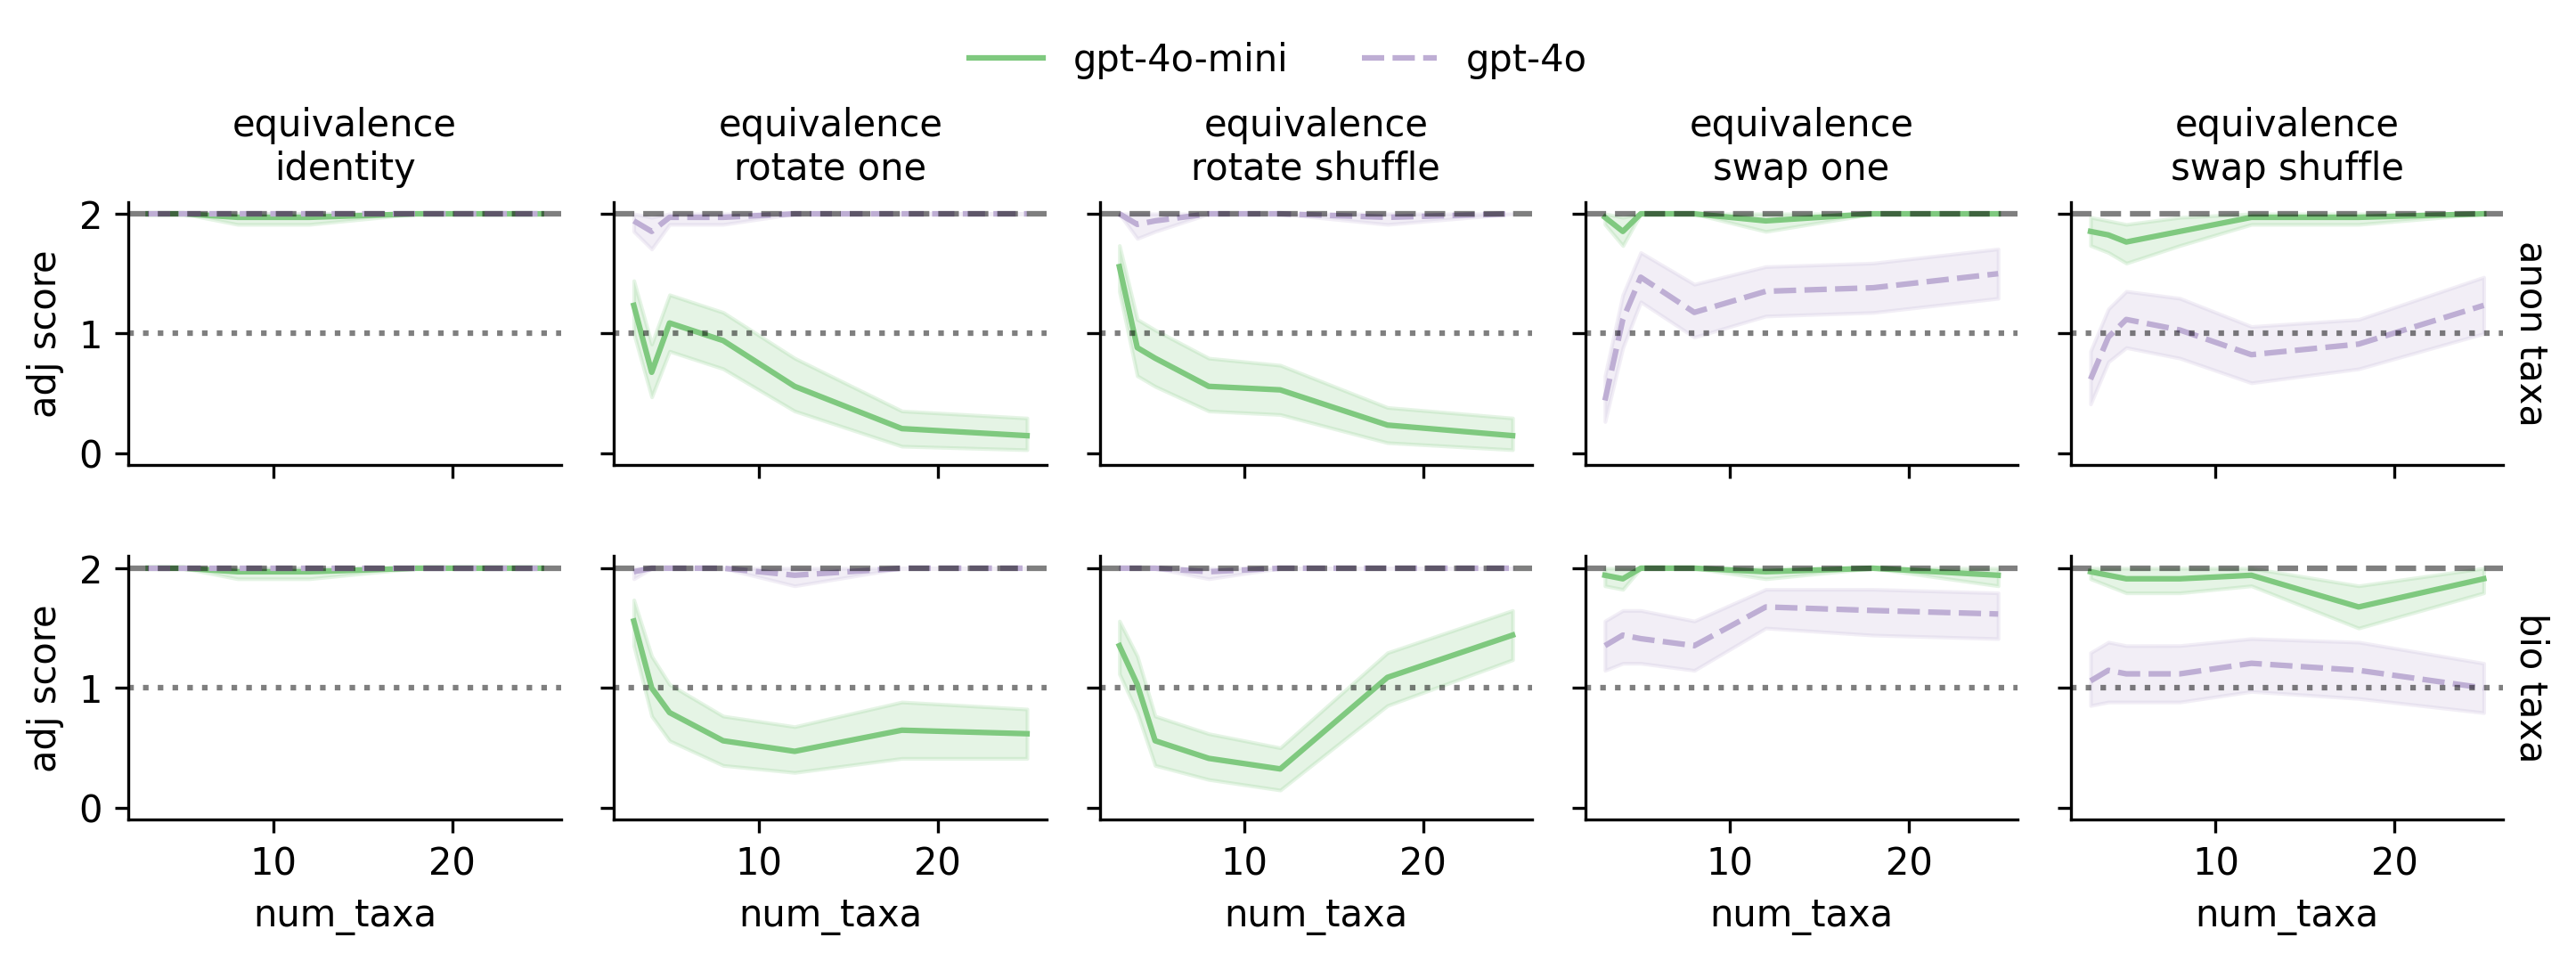 gpt-4o-mini gpt-4o
equivalence identity
equivalence rotate one
equivalence rotate shuffle
equivalence swap one
equivalence swap shuffle
adj score
2
1
0
anon taxa
adj score
2
1
0
bio taxa
10 20 10 20 10 20 10 20 10 20
num_taxa num_taxa num_taxa num_taxa num_taxa